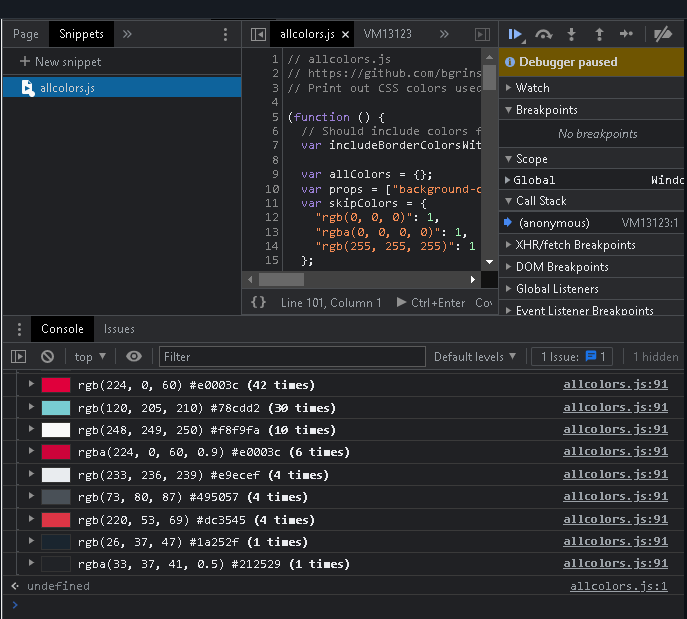 Page Snippets »
+ New snippet
allcolors.js
allcolors.js × VM13123 »
1 // allcolors.js
2 // https://github.com/bgrins
3 // Print out CSS colors used
4
5 (function () {
6 // Should include colors f
7 var includeBorderColorsWit
8
9 var allColors = {};
10 var props = ["background-c
11 var skipColors = {
12 "rgb(0, 0, 0)": 1,
13 "rgba(0, 0, 0, 0)": 1,
14 "rgb(255, 255, 255)": 1
15 };
{} Line 101, Column 1 Ctrl+Enter Cov
Debugger paused
Watch
Breakpoints
No breakpoints
Scope
Global Windo
Call Stack
(anonymous) VM13123:1
XHR/fetch Breakpoints
DOM Breakpoints
Global Listeners
Event Listener Breakpoints
Console Issues
top Filter Default levels 1 Issue: 1 1 hidden
rgb(224, 0, 60) #e0003c (42 times) allcolors.js:91
rgb(120, 205, 210) #78cdd2 (30 times) allcolors.js:91
rgb(248, 249, 250) #f8f9fa (10 times) allcolors.js:91
rgba(224, 0, 60, 0.9) #e0003c (6 times) allcolors.js:91
rgb(233, 236, 239) #e9ecef (4 times) allcolors.js:91
rgb(73, 80, 87) #495057 (4 times) allcolors.js:91
rgb(220, 53, 69) #dc3545 (4 times) allcolors.js:91
rgb(26, 37, 47) #1a252f (1 times) allcolors.js:91
rgba(33, 37, 41, 0.5) #212529 (1 times) allcolors.js:91
undefined allcolors.js:1